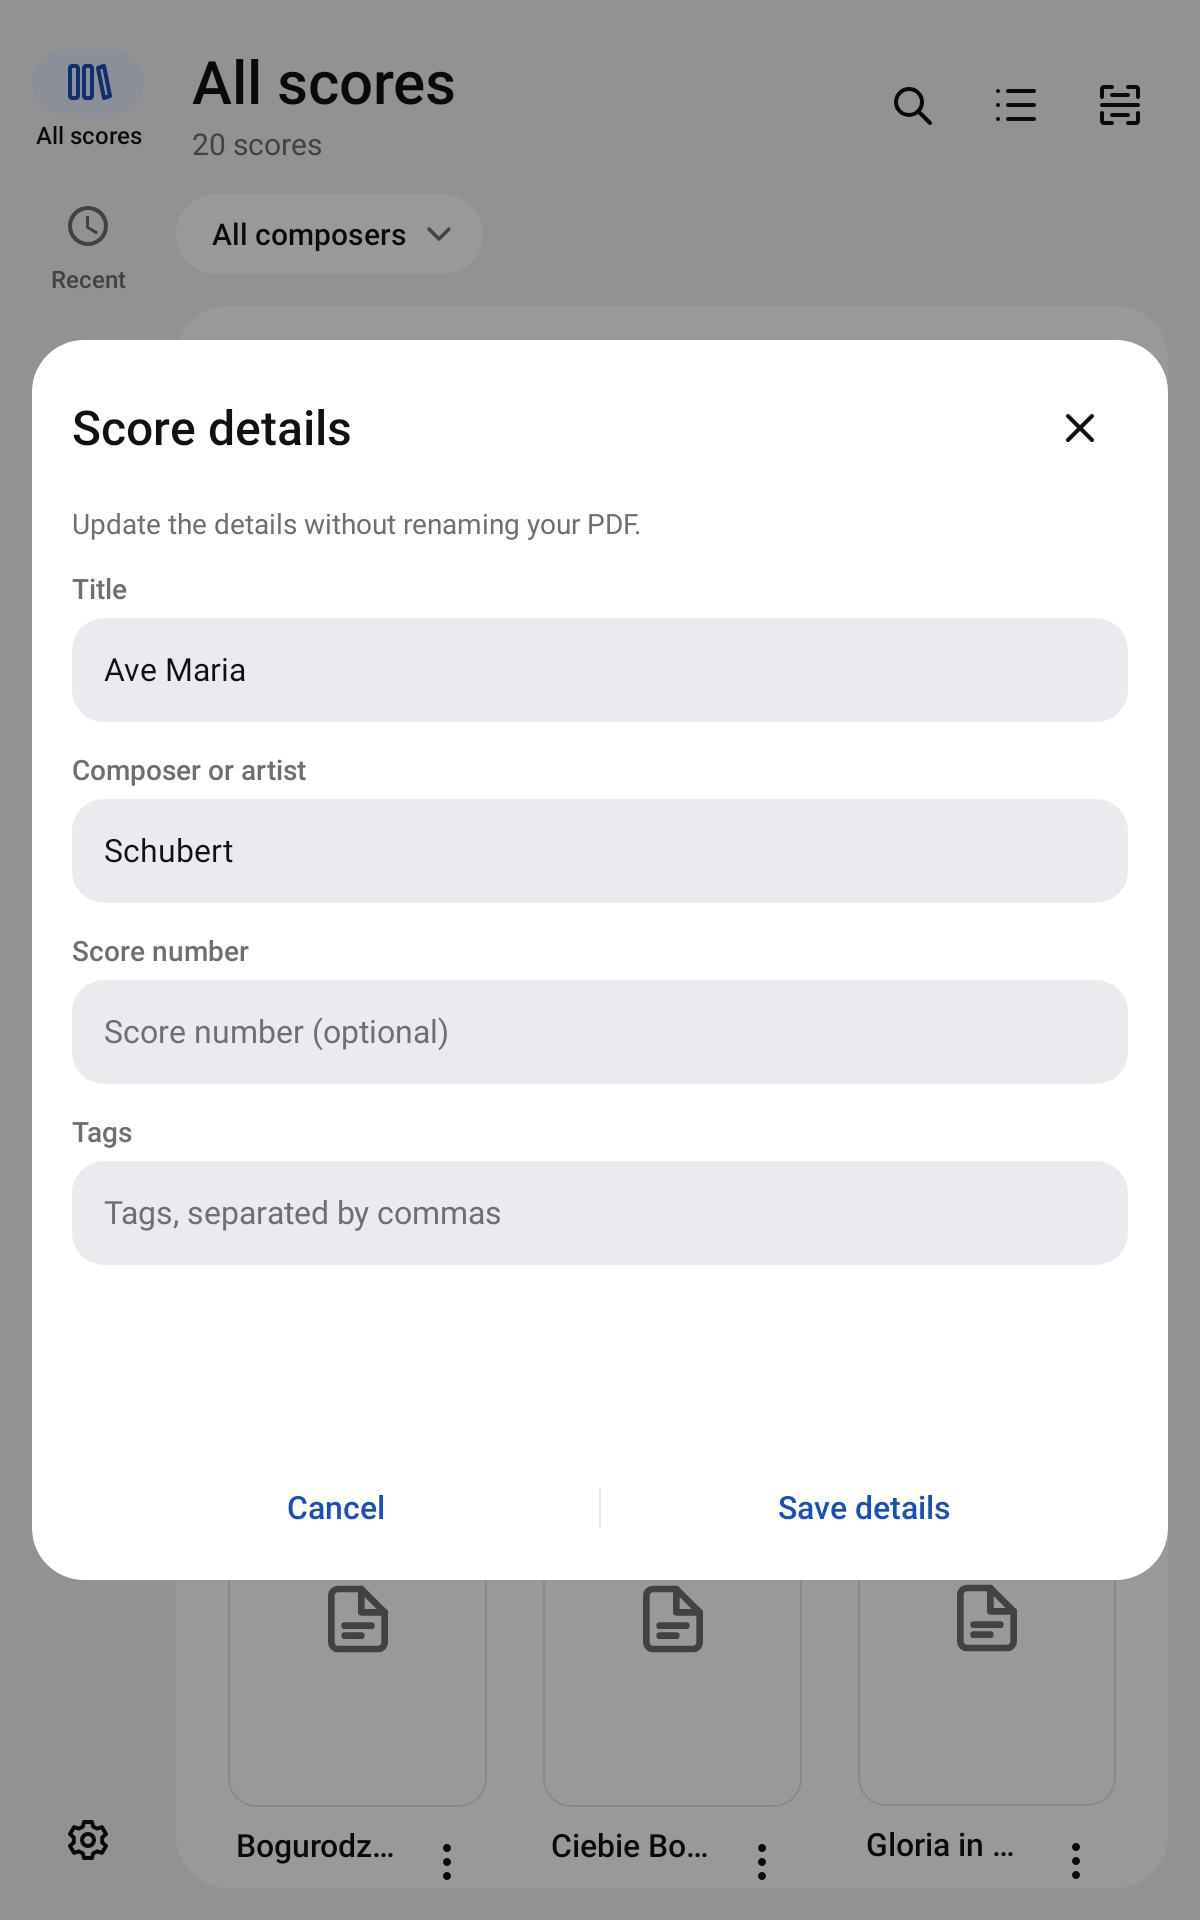 All scores
All scores
20 scores
All composers
Recent
Score details
Update the details without renaming your PDF.
Title
Ave Maria
Composer or artist
Schubert
Score number
Score number (optional)
Tags
Tags, separated by commas
Cancel
Save details
Bogurodz...
Ciebie Bo...
Gloria in ...